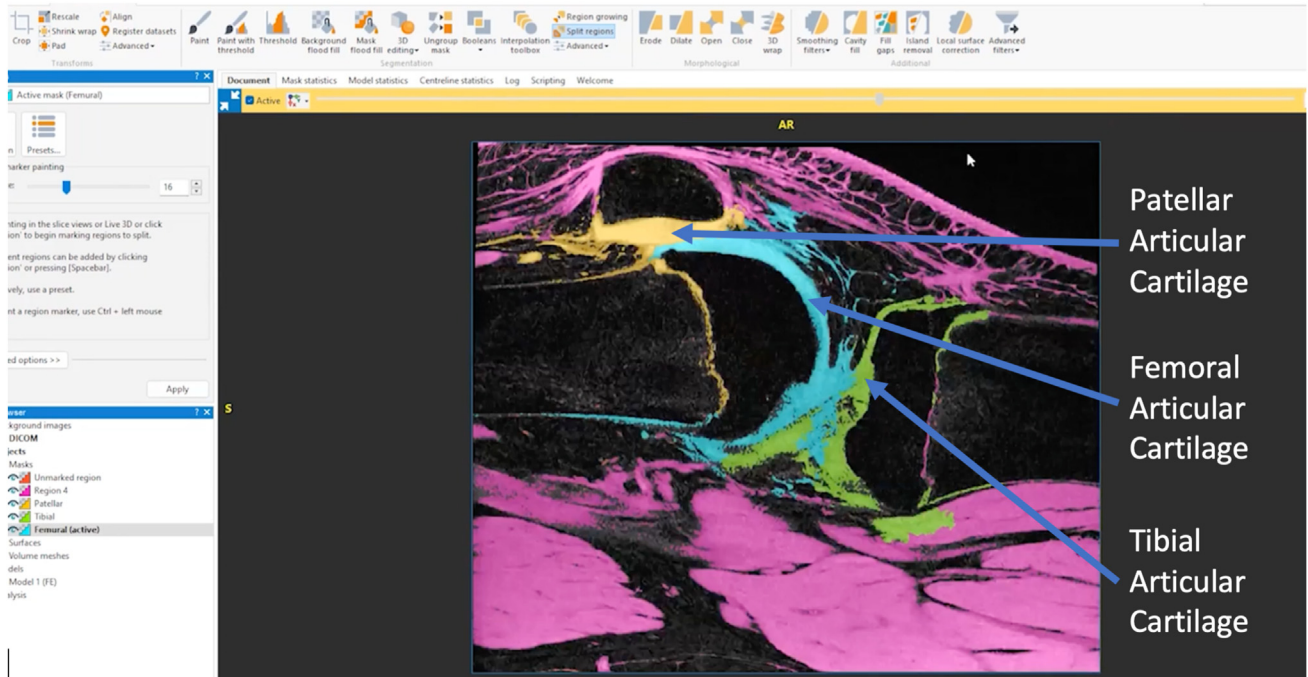 Crop
Rescale
Shrink wrap
Pad
Align
Register datasets
Advanced
Transforms
Paint
Paint with threshold
Threshold
Background flood fill
Mask flood fill
3D editing
Ungroup mask
Booleans
Interpolation toolbox
Region growing
Split regions
Advanced
Segmentation
Erode
Dilate
Open
Close
3D wrap
Morphological
Smoothing filters
Cavity fill
Fill gaps
Island removal
Local surface correction
Advanced filters
Additional
? X
Document Mask statistics Model statistics Centreline statistics Log Scripting Welcome
Active mask (Femural)
Active
Presets...
marker painting
16
nting in the slice views or Live 3D or click
ion' to begin marking regions to split.
ent regions can be added by clicking
ion' or pressing [Spacebar].
vely, use a preset.
nt a region marker, use Ctrl + left mouse
ed options >>
Apply
wser ? X
kground images
DICOM
jects
Masks
Unmarked region
Region 4
Patellar
Tibial
Femural (active)
Surfaces
Volume meshes
dels
Model 1 (FE)
alysis
AR
S
Patellar
Articular
Cartilage
Femoral
Articular
Cartilage
Tibial
Articular
Cartilage